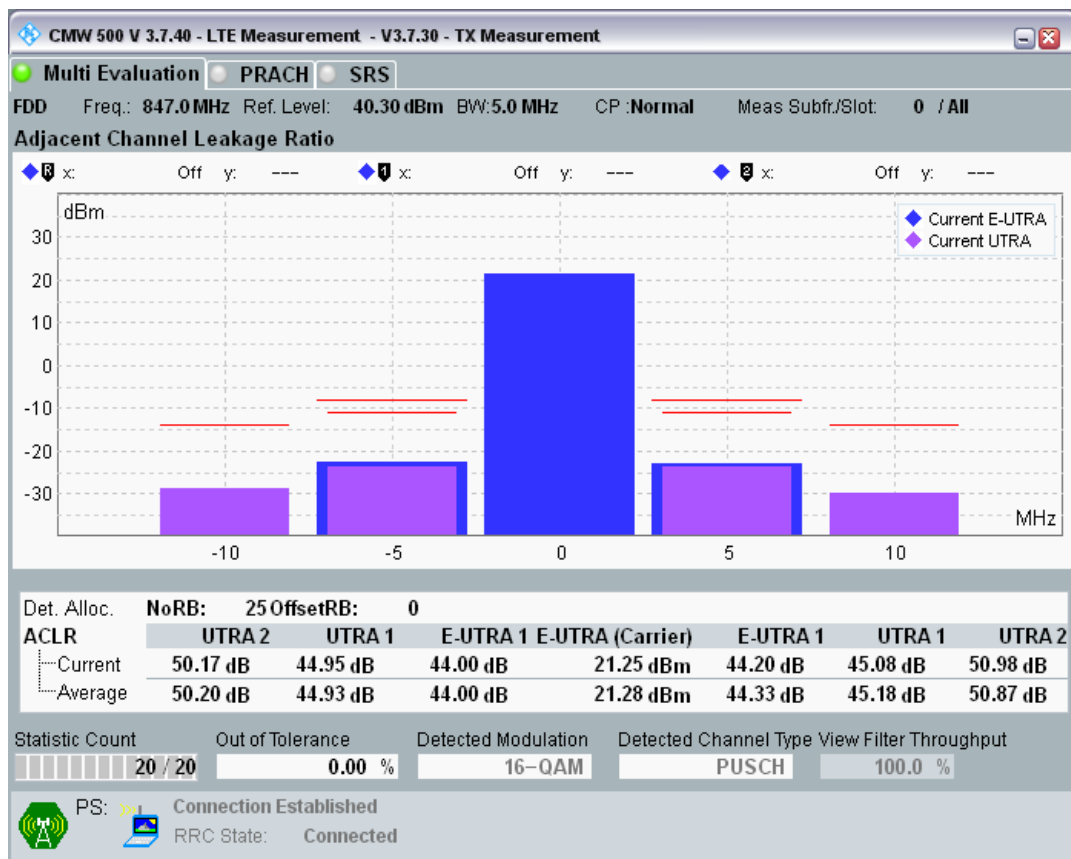 CMW 500 V 3.7.40 - LTE Measurement - V3.7.30 - TX Measurement
Multi Evaluation PRACH SRS
FDD Freq.: 847.0 MHz Ref. Level: 40.30 dBm BW:5.0 MHz CP :Normal Meas Subfr./Slot: 0 / All
Adjacent Channel Leakage Ratio
R x: Off y: --- 1 x: Off y: --- 2 x: Off y: ---
dBm
Current E-UTRA
Current UTRA
30
20
10
0
-10
-20
-30
MHz
-10 -5 0 5 10
Det. Alloc. NoRB: 25 OffsetRB: 0
ACLR UTRA 2 UTRA 1 E-UTRA 1 E-UTRA (Carrier) E-UTRA 1 UTRA 1 UTRA 2
Current 50.17 dB 44.95 dB 44.00 dB 21.25 dBm 44.20 dB 45.08 dB 50.98 dB
Average 50.20 dB 44.93 dB 44.00 dB 21.28 dBm 44.33 dB 45.18 dB 50.87 dB
Statistic Count Out of Tolerance Detected Modulation Detected Channel Type View Filter Throughput
20 / 20 0.00 % 16-QAM PUSCH 100.0 %
PS: Connection Established
RRC State: Connected